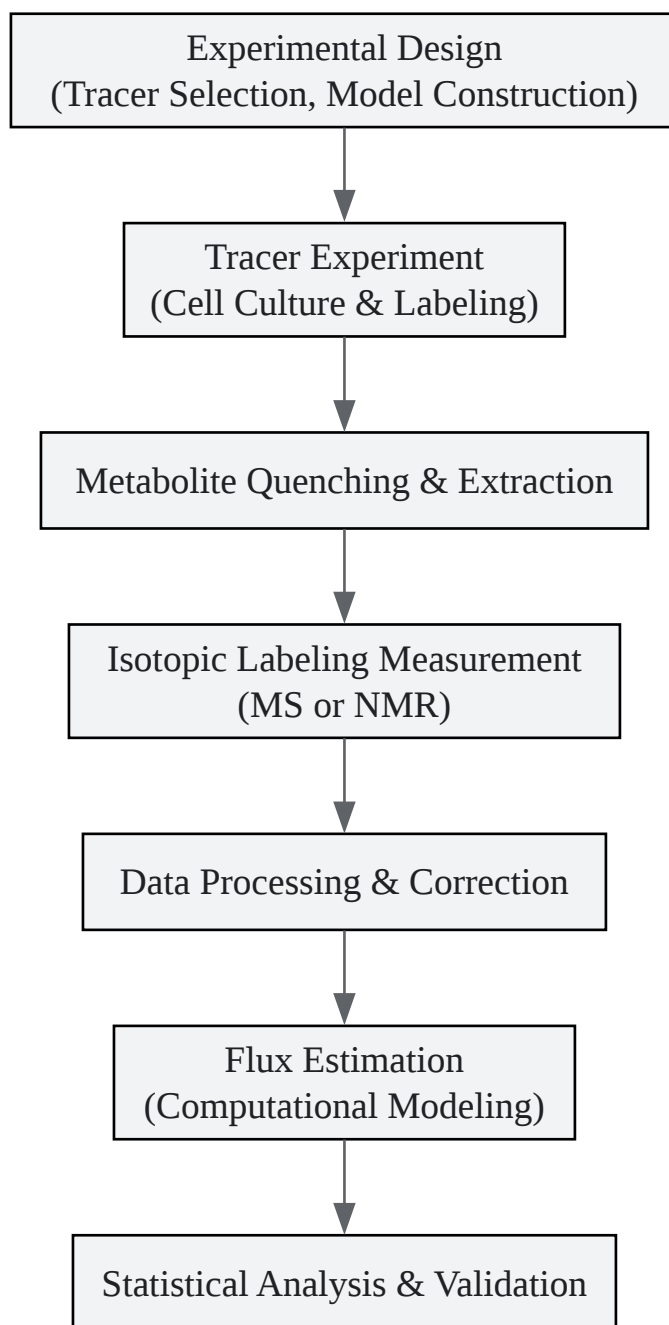 Experimental Design
(Tracer Selection, Model Construction)
Tracer Experiment
(Cell Culture & Labeling)
Metabolite Quenching & Extraction
Isotopic Labeling Measurement
(MS or NMR)
Data Processing & Correction
Flux Estimation
(Computational Modeling)
Statistical Analysis & Validation